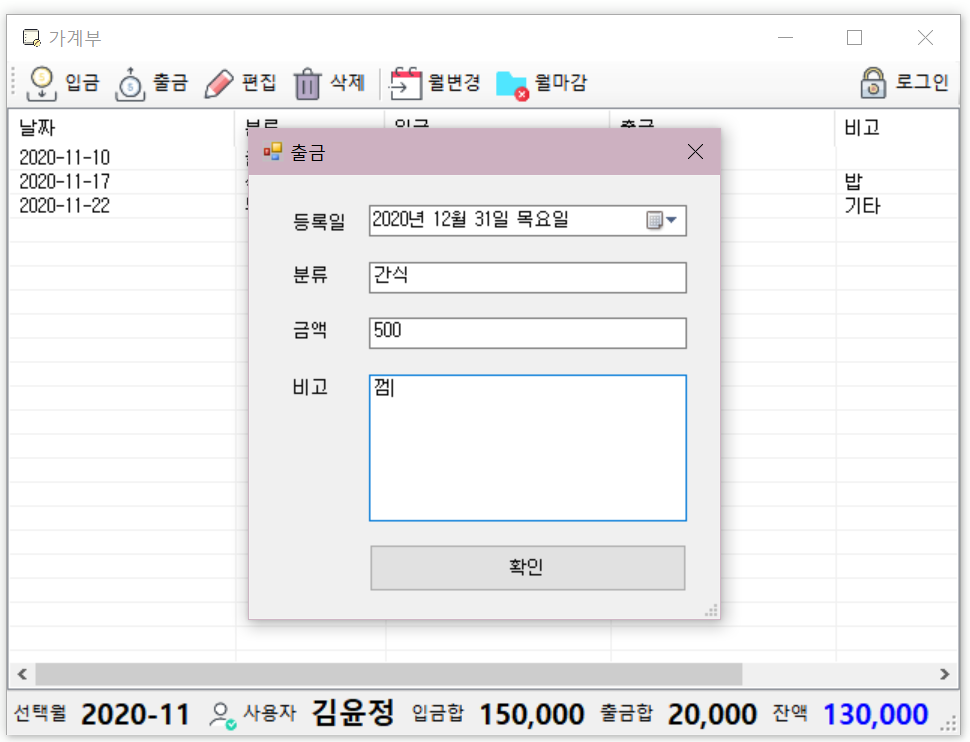 가계부
입금 출금 편집 삭제 월변경 월마감 로그인
날짜 비고
2020-11-10
2020-11-17 밥
2020-11-22 기타
출금
등록일 2020년 12월 31일 목요일
분류 간식
금액 500
비고 껌
확인
선택월 2020-11 사용자 김윤정 입금합 150,000 출금합 20,000 잔액 130,000